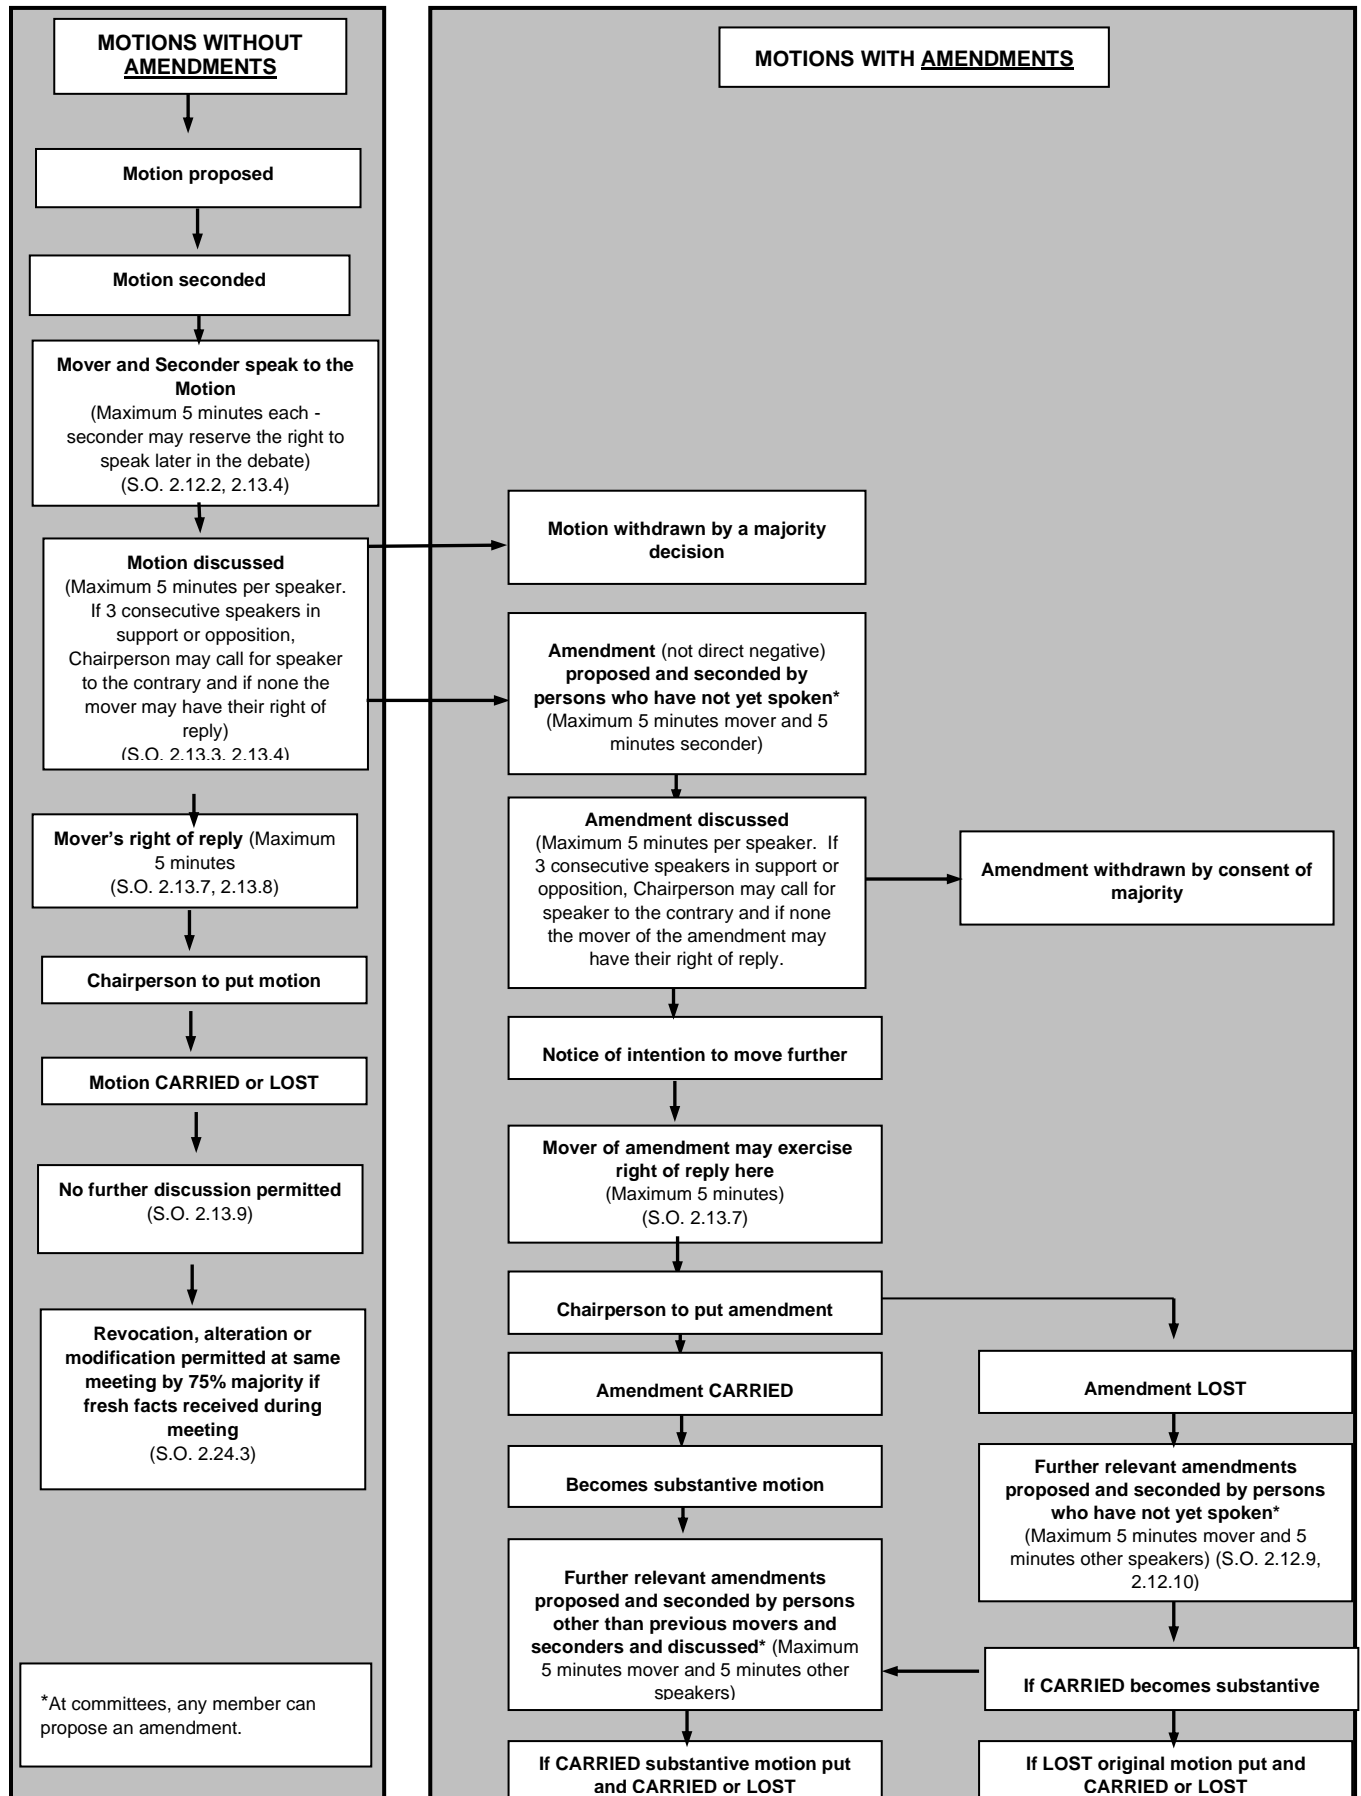 MOTIONS WITHOUT
AMENDMENTS
Motion proposed
Motion seconded
Mover and Seconder speak to the
Motion
(Maximum 5 minutes each -
seconder may reserve the right to
speak later in the debate)
(S.O. 2.12.2, 2.13.4)
Motion discussed
(Maximum 5 minutes per speaker.
If 3 consecutive speakers in
support or opposition,
Chairperson may call for speaker
to the contrary and if none the
mover may have their right of
reply)
(S.O. 2.13.3, 2.13.4)
Mover’s right of reply (Maximum
5 minutes
(S.O. 2.13.7, 2.13.8)
Chairperson to put motion
Motion CARRIED or LOST
No further discussion permitted
(S.O. 2.13.9)
Revocation, alteration or
modification permitted at same
meeting by 75% majority if
fresh facts received during
meeting
(S.O. 2.24.3)
*At committees, any member can
propose an amendment.
MOTIONS WITH AMENDMENTS
Motion withdrawn by a majority
decision
Amendment (not direct negative)
proposed and seconded by
persons who have not yet spoken*
(Maximum 5 minutes mover and 5
minutes seconder)
Amendment discussed
(Maximum 5 minutes per speaker. If
3 consecutive speakers in support or
opposition, Chairperson may call for
speaker to the contrary and if none
the mover of the amendment may
have their right of reply.
Amendment withdrawn by consent of
majority
Notice of intention to move further
Mover of amendment may exercise
right of reply here
(Maximum 5 minutes)
(S.O. 2.13.7)
Chairperson to put amendment
Amendment CARRIED
Becomes substantive motion
Further relevant amendments
proposed and seconded by persons
other than previous movers and
seconders and discussed* (Maximum
5 minutes mover and 5 minutes other
speakers)
If CARRIED substantive motion put
and CARRIED or LOST
Amendment LOST
Further relevant amendments
proposed and seconded by persons
who have not yet spoken*
(Maximum 5 minutes mover and 5
minutes other speakers) (S.O. 2.12.9,
2.12.10)
If CARRIED becomes substantive
If LOST original motion put and
CARRIED or LOST